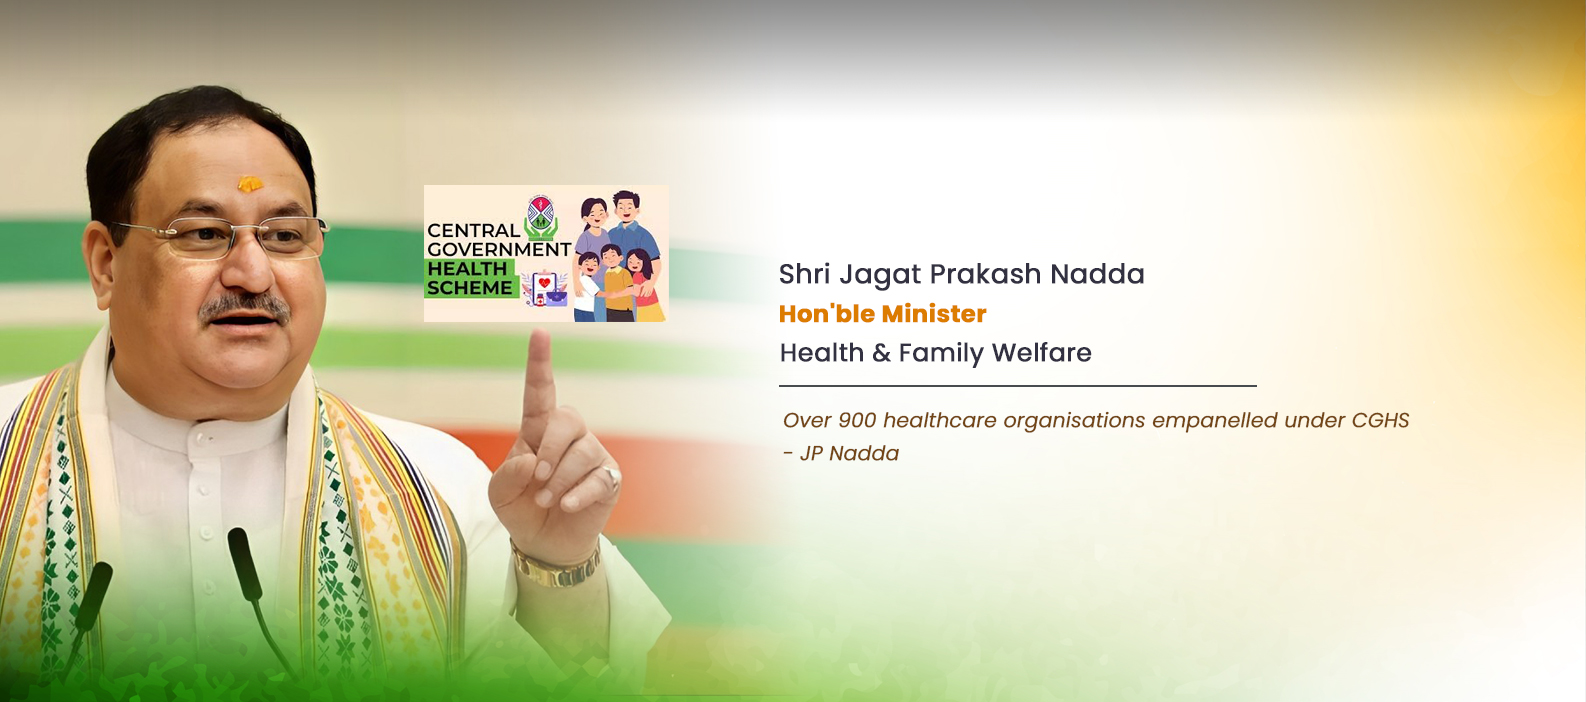 CENTRAL
GOVERNMENT
HEALTH
SCHEME
Shri Jagat Prakash Nadda
Hon'ble Minister
Health & Family Welfare
Over 900 healthcare organisations empanelled under CGHS
- JP Nadda